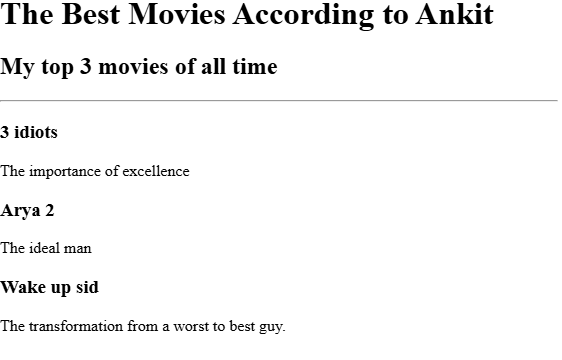 The Best Movies According to Ankit
My top 3 movies of all time
3 idiots
The importance of excellence
Arya 2
The ideal man
Wake up sid
The transformation from a worst to best guy.